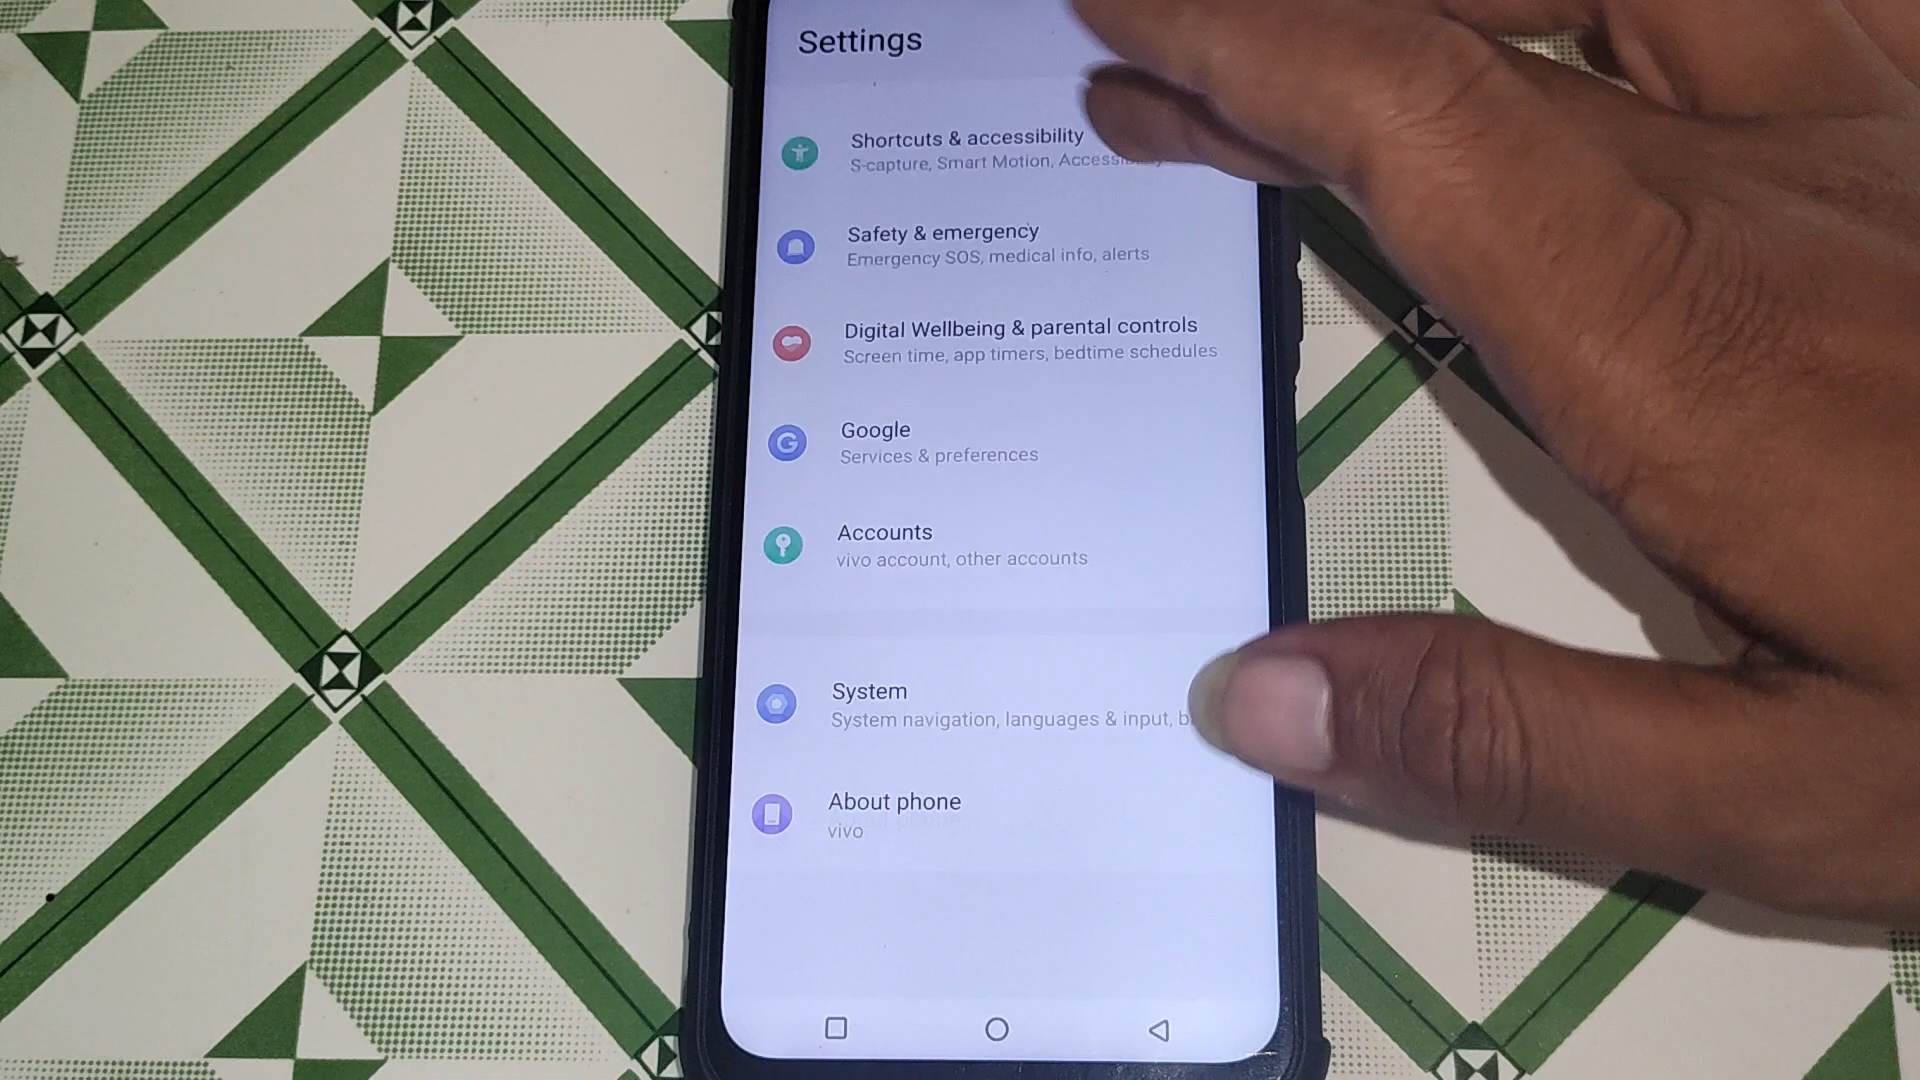 Settings
Shortcuts & accessibility
S-capture, Smart Motion,
Safety & emergency
Emergency SOS, medical info, alerts
Digital Wellbeing & parental controls
Screen time, app timers, bedtime schedules
Google
Services & preferences
Accounts
vivo account, other accounts
System
System navigation, languages & input,
About phone
vivo